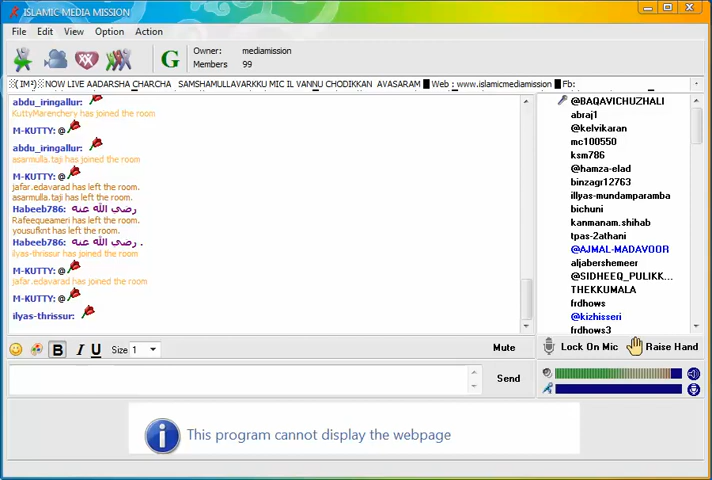 ISLAMIC MEDIA MISSION
File Edit View Option Action
G
Owner: mediamission
Members 99
(IM²) NOW LIVE AADARSHA CHARCHA SAMSHAMULLAVARKKU MIC IL VANNU CHODIKKAN AVASARAM Web : www.islamicmediamission Fb:
abdu_iringallur:
KuttyMarenchery has joined the room
M-KUTTY: @
abdu_iringallur:
asarmulla.taji has joined the room
M-KUTTY: @
jafar.edavarad has left the room.
asarmulla.taji has left the room.
Habeeb786: رضي الله عنه
Rafeequeameri has left the room.
yousufknt has left the room.
Habeeb786: رضي الله عنه .
ilyas-thrissur has joined the room
M-KUTTY: @
jafar.edavarad has joined the room
M-KUTTY: @
ilyas-thrissur:
@BAQAVICHUZHALI
abraj1
@kelvikaran
mc100550
ksm786
@hamza-elad
binzagr12763
illyas-mundamparamba
bichuni
kanmanam.shihab
tpas-2athani
@AJMAL-MADAVOOR
aljabershemeer
@SIDHEEQ_PULIKK...
THEKKUMALA
frdhows
@kizhisseri
frdhows3
B I U Size 1
Mute
Lock On Mic Raise Hand
Send
This program cannot display the webpage